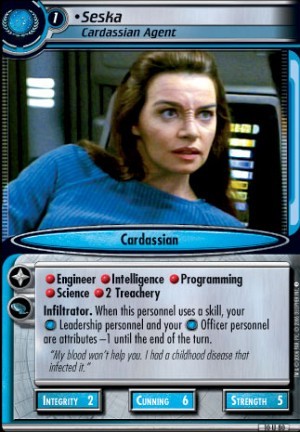 1
•Seska
Cardassian Agent
Cardassian
Engineer Intelligence Programming
Science 2 Treachery
Infiltrator. When this personnel uses a skill, your
Leadership personnel and your Officer personnel
are attributes -1 until the end of the turn.
"My blood won't help you. I had a childhood disease that
infected it."
INTEGRITY 2 CUNNING 6 STRENGTH 5